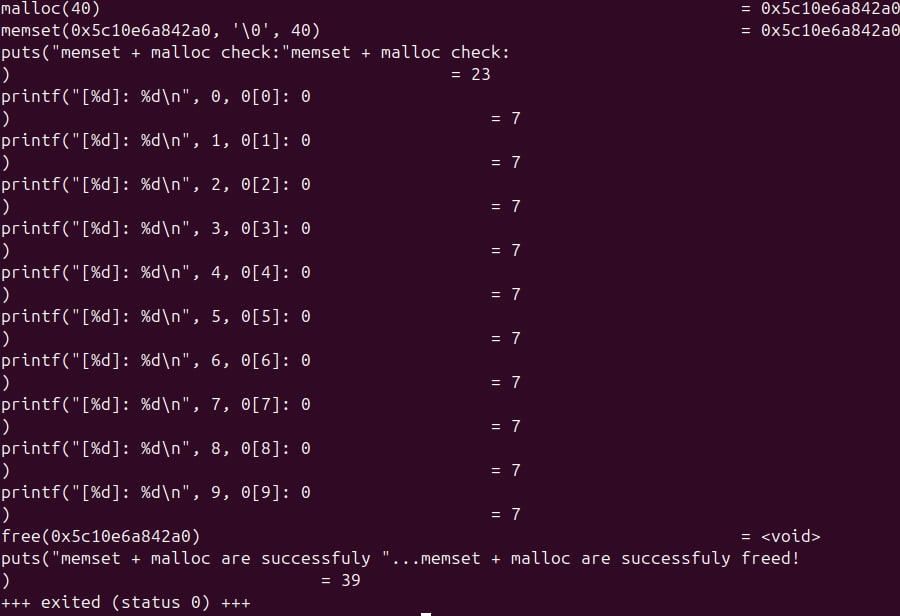 malloc(40) = 0x5c10e6a842a0
memset(0x5c10e6a842a0, '\0', 40) = 0x5c10e6a842a0
puts("memset + malloc check:"memset + malloc check:
) = 23
printf("[%d]: %d\n", 0, 0[0]: 0
) = 7
printf("[%d]: %d\n", 1, 0[1]: 0
) = 7
printf("[%d]: %d\n", 2, 0[2]: 0
) = 7
printf("[%d]: %d\n", 3, 0[3]: 0
) = 7
printf("[%d]: %d\n", 4, 0[4]: 0
) = 7
printf("[%d]: %d\n", 5, 0[5]: 0
) = 7
printf("[%d]: %d\n", 6, 0[6]: 0
) = 7
printf("[%d]: %d\n", 7, 0[7]: 0
) = 7
printf("[%d]: %d\n", 8, 0[8]: 0
) = 7
printf("[%d]: %d\n", 9, 0[9]: 0
) = 7
free(0x5c10e6a842a0) = <void>
puts("memset + malloc are successfuly "...memset + malloc are successfuly freed!
) = 39
+++ exited (status 0) +++